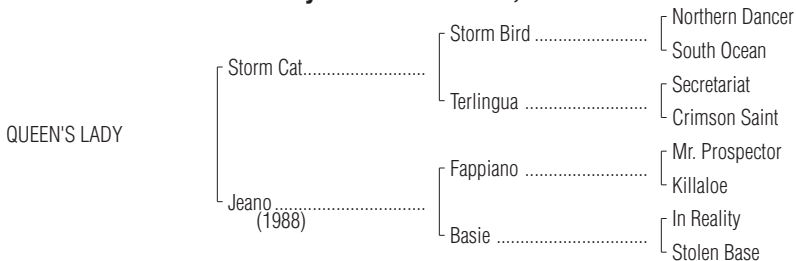 Northern Dancer
Storm Bird ........................
South Ocean
Storm Cat..........................
Secretariat
Terlingua ..........................
Crimson Saint
QUEEN'S LADY
Mr. Prospector
Fappiano ..........................
Killaloe
Jeano ................................
(1988)
In Reality
Basie ................................
Stolen Base